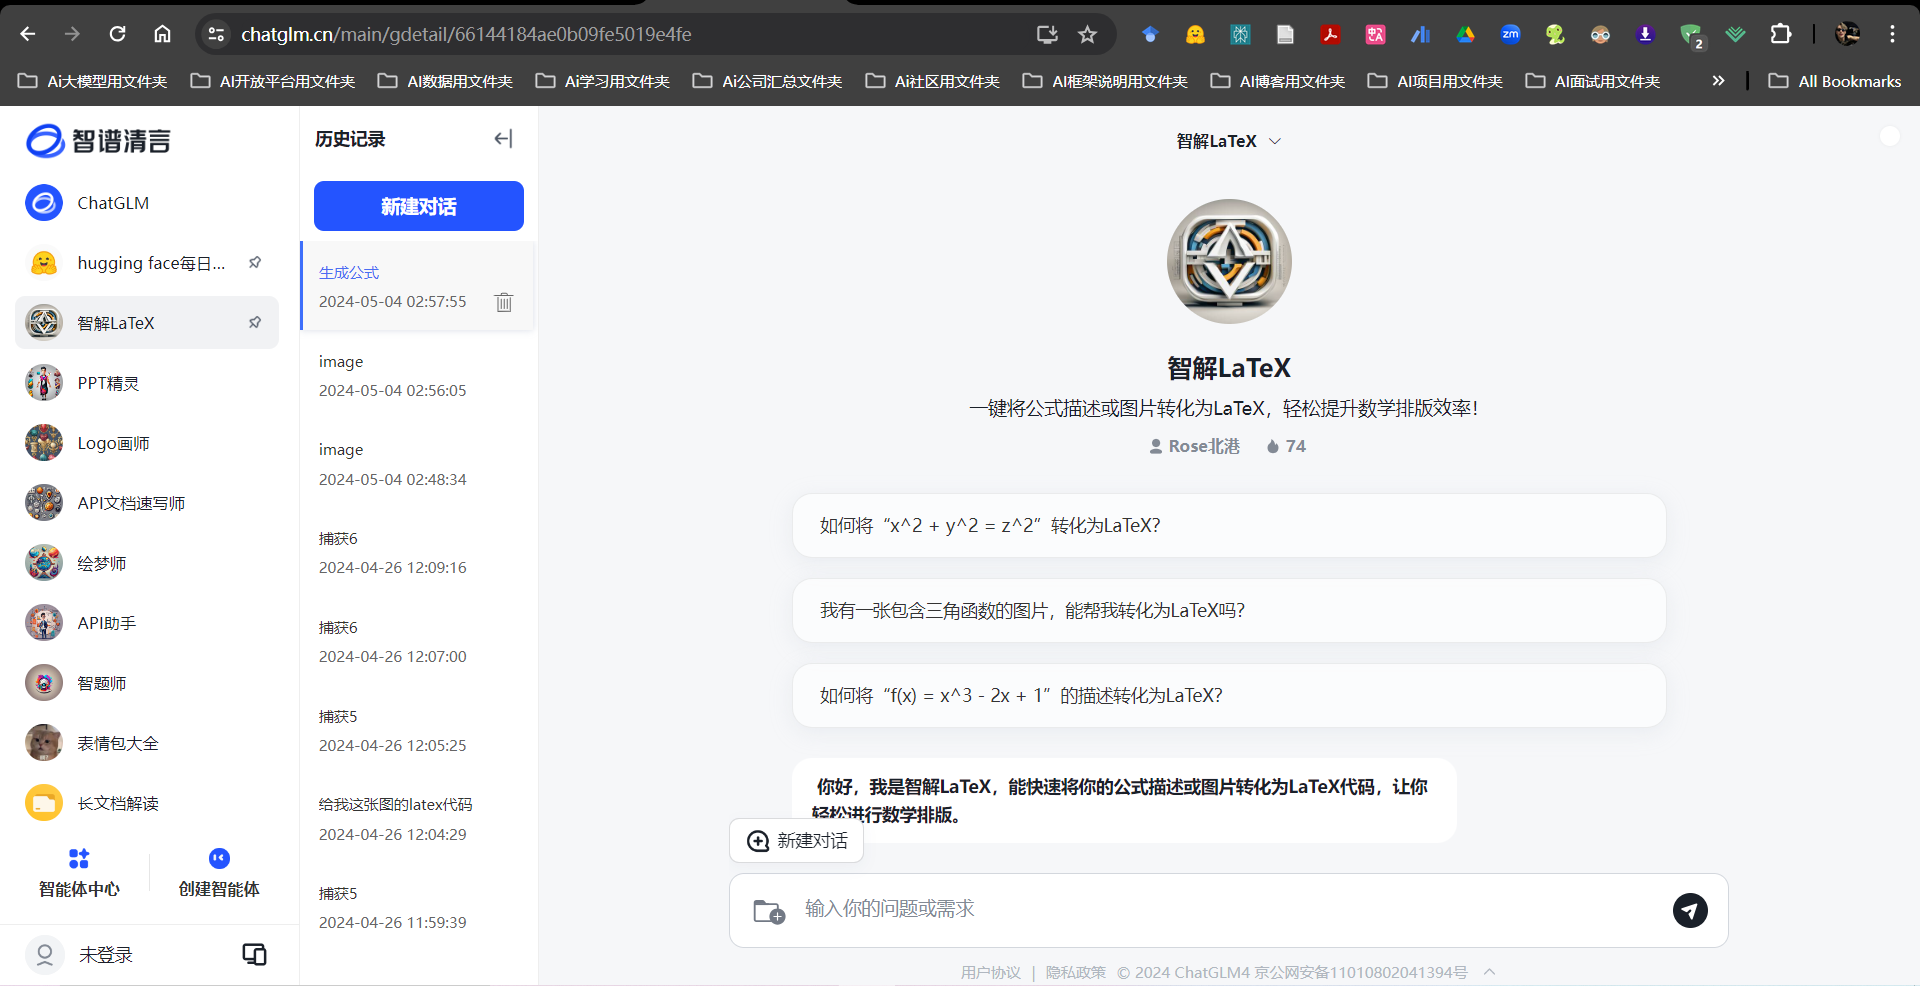 chatglm.cn/main/gdetail/66144184ae0b09fe5019e4fe
zm
2
Ai大模型用文件夹
AI开放平台用文件夹
AI数据用文件夹
Ai学习用文件夹
Ai公司汇总文件夹
Ai社区用文件夹
AI框架说明用文件夹
AI博客用文件夹
AI项目用文件夹
AI面试用文件夹
All Bookmarks
智谱清言
ChatGLM
hugging face每日...
智解LaTeX
PPT精灵
Logo画师
API文档速写师
绘梦师
API助手
智题师
表情包大全
长文档解读
智能体中心
创建智能体
未登录
历史记录
新建对话
生成公式
2024-05-04 02:57:55
image
2024-05-04 02:56:05
image
2024-05-04 02:48:34
捕获6
2024-04-26 12:09:16
捕获6
2024-04-26 12:07:00
捕获5
2024-04-26 12:05:25
给我这张图的latex代码
2024-04-26 12:04:29
捕获5
2024-04-26 11:59:39
智解LaTeX
智解LaTeX
一键将公式描述或图片转化为LaTeX，轻松提升数学排版效率！
Rose北港 74
如何将“x^2 + y^2 = z^2”转化为LaTeX？
我有一张包含三角函数的图片，能帮我转化为LaTeX吗？
如何将“f(x) = x^3 - 2x + 1”的描述转化为LaTeX？
你好，我是智解LaTeX，能快速将你的公式描述或图片转化为LaTeX代码，让你
轻松进行数学排版。
新建对话
输入你的问题或需求
用户协议 | 隐私政策 © 2024 ChatGLM4 京公网安备11010802041394号